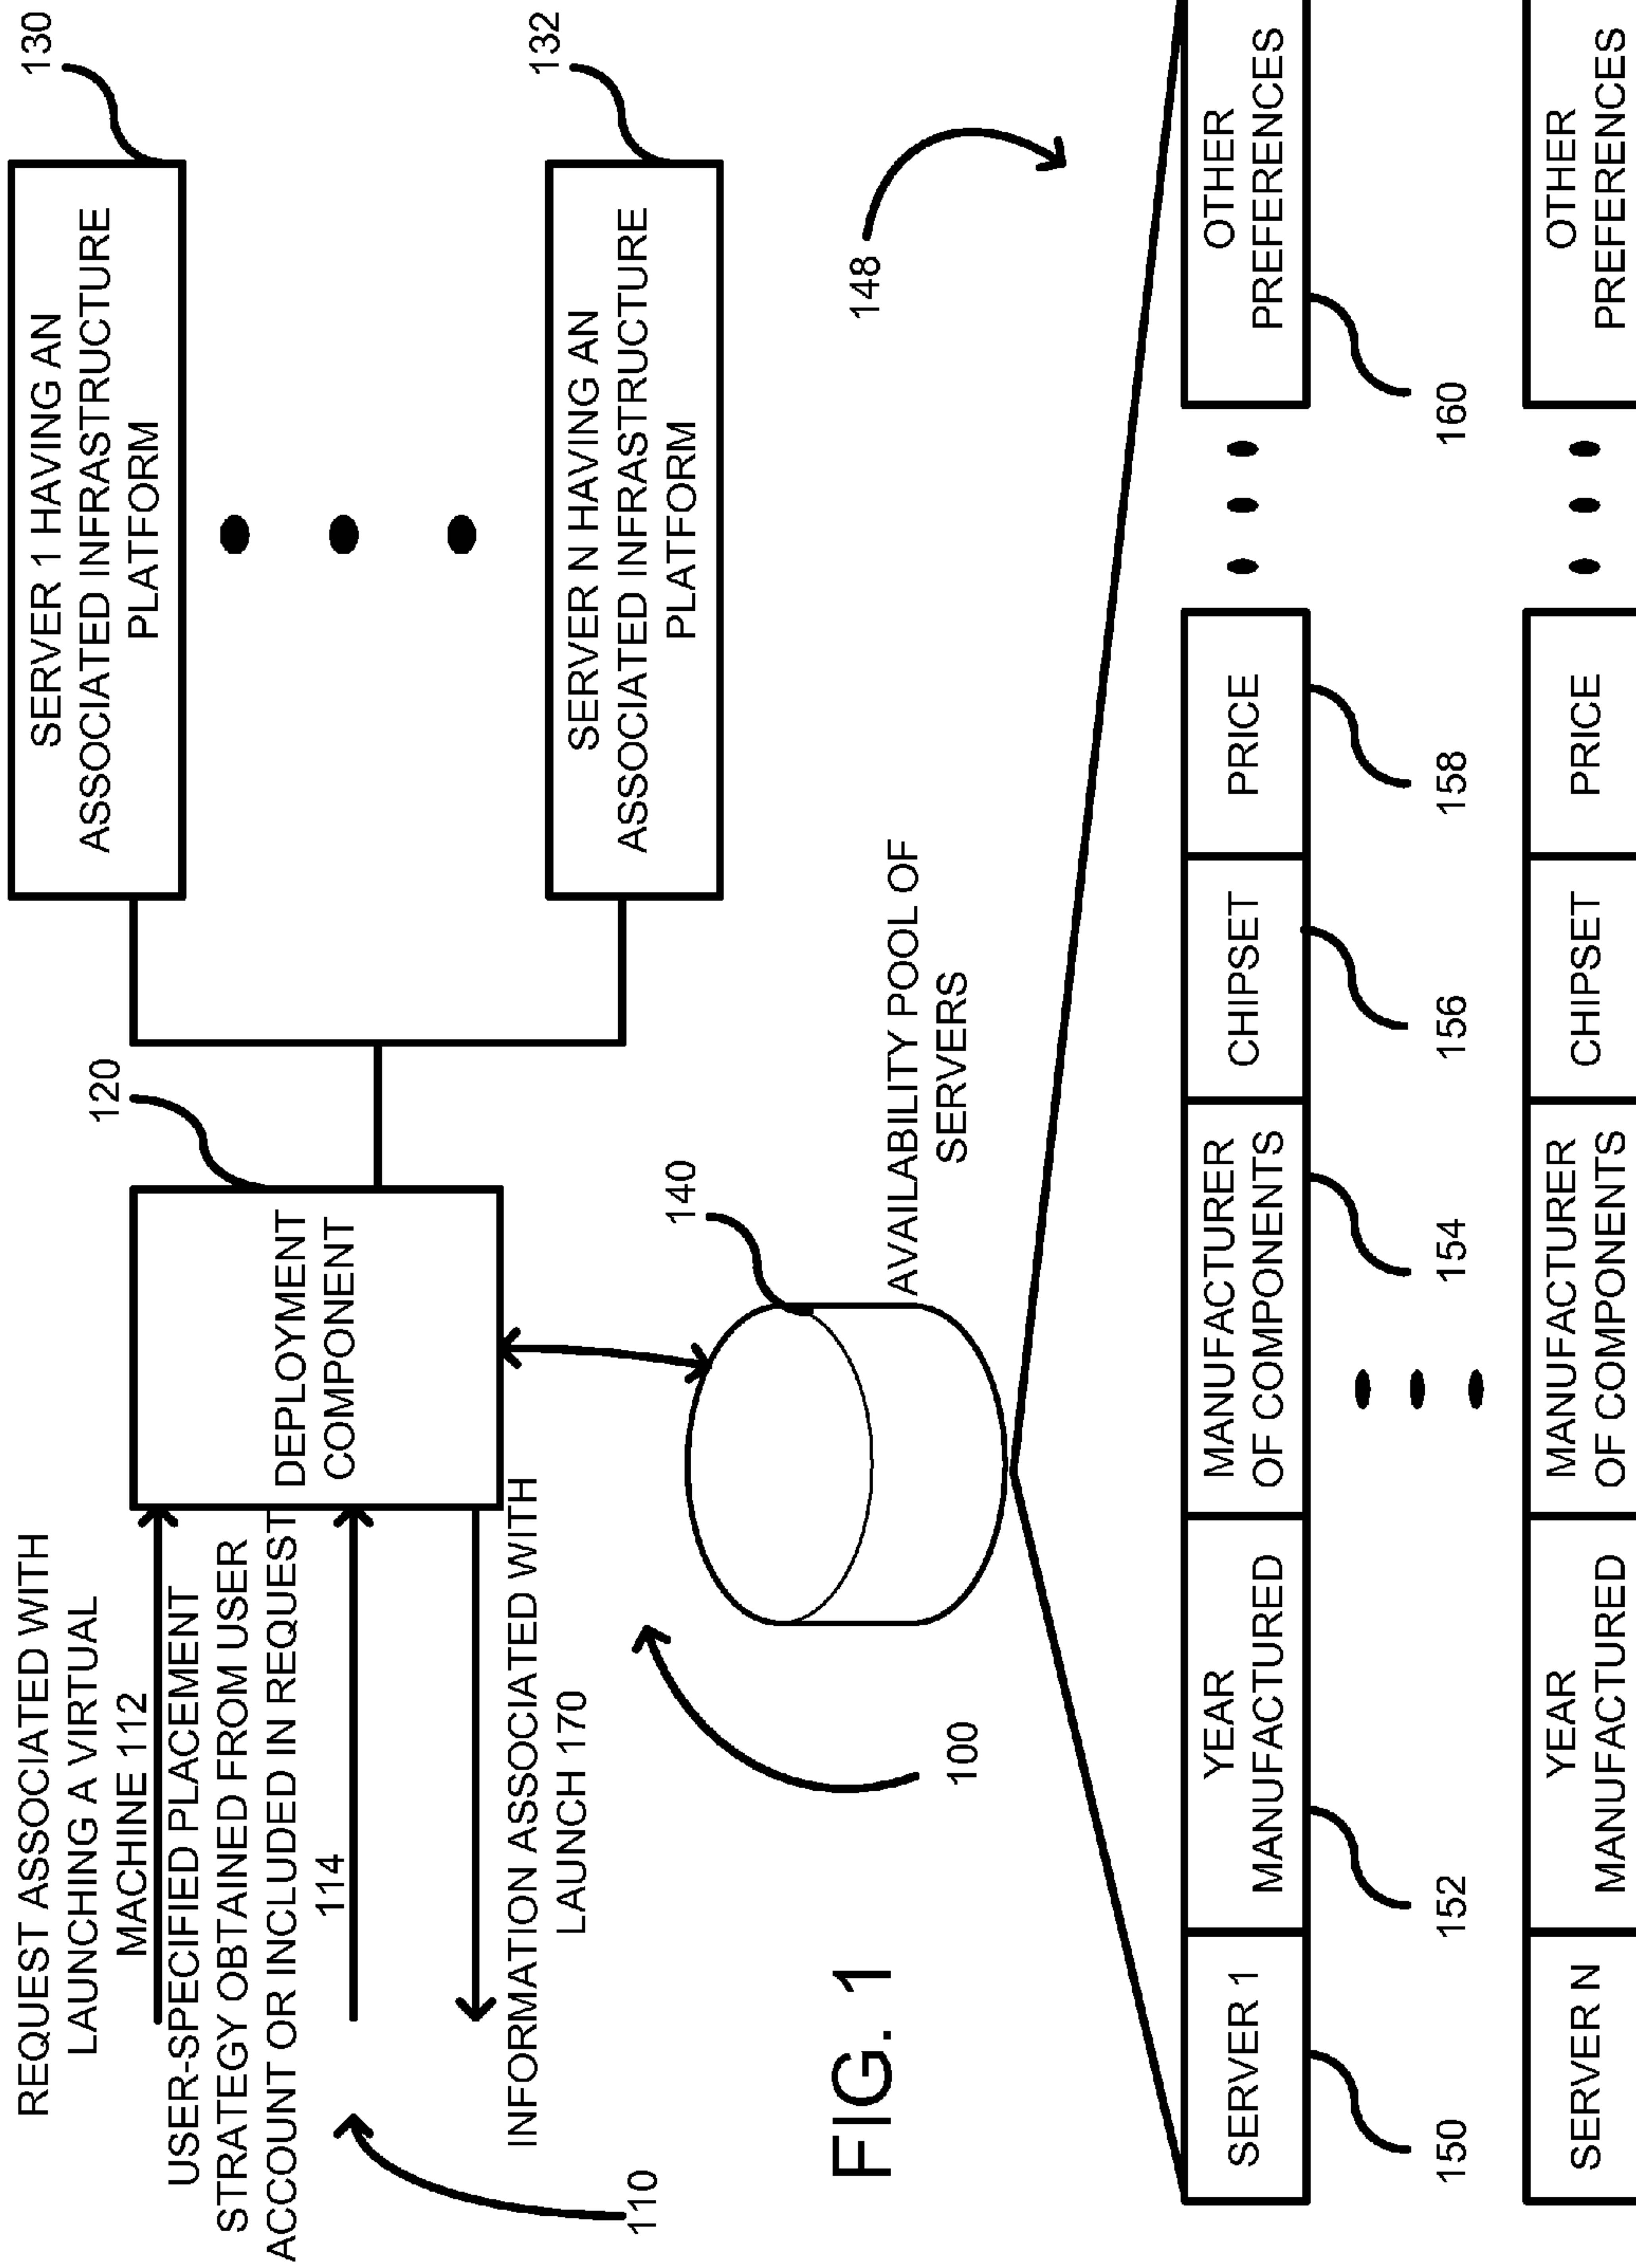 REQUEST ASSOCIATED WITH
LAUNCHING A VIRTUAL
MACHINE 112
USER-SPECIFIED PLACEMENT
STRATEGY OBTAINED FROM USER
ACCOUNT OR INCLUDED IN REQUEST
114
INFORMATION ASSOCIATED WITH
LAUNCH 170
110
DEPLOYMENT
COMPONENT
120
SERVER 1 HAVING AN
ASSOCIATED INFRASTRUCTURE
PLATFORM
130
SERVER N HAVING AN
ASSOCIATED INFRASTRUCTURE
PLATFORM
132
140
AVAILABILITY POOL OF
SERVERS
148
100
FIG. 1
SERVER 1
YEAR
MANUFACTURED
MANUFACTURER
OF COMPONENTS
CHIPSET
PRICE
OTHER
PREFERENCES
150
152
154
156
158
160
SERVER N
YEAR
MANUFACTURED
MANUFACTURER
OF COMPONENTS
CHIPSET
PRICE
OTHER
PREFERENCES